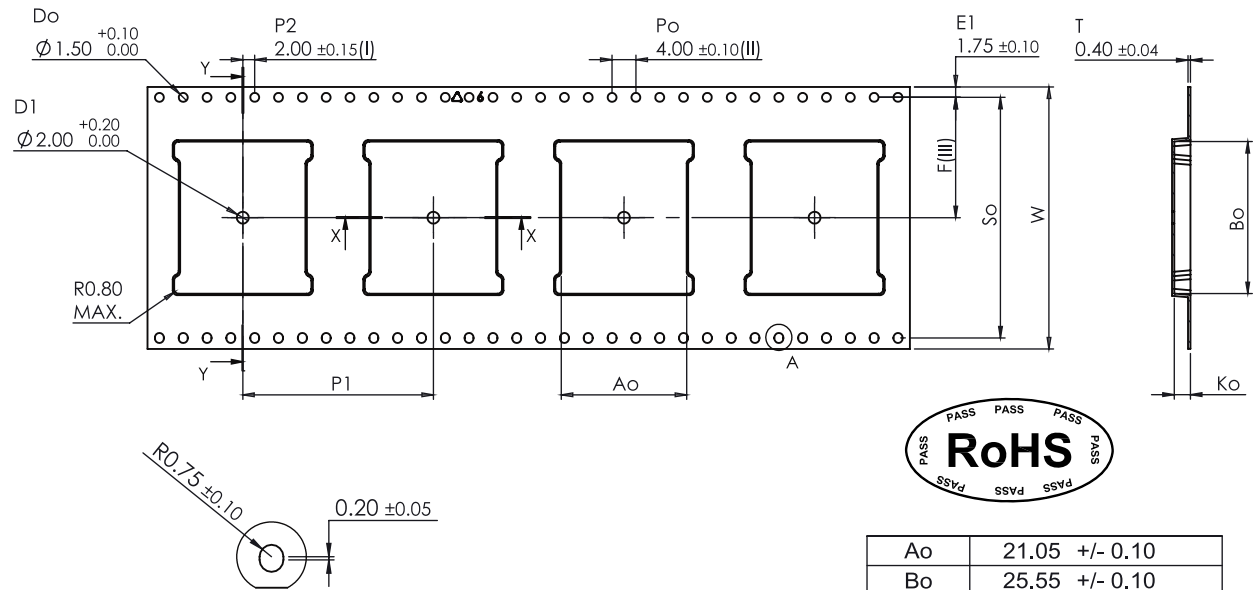 Do
Ø1.50 +0.10 0.00
P2
2.00 ±0.15(I)
Po
4.00 ±0.10(II)
E1
1.75 ±0.10
T
0.40 ±0.04
Y
6
D1
Ø2.00 +0.20 0.00
F(III)
So
W
Bo
X
X
R0.80
MAX.
Y
P1
Ao
A
Ko
PASS PASS PASS
PASS RoHS PASS
PASS PASS PASS
R0.75 ±0.10
0.20 ±0.05
Ao 21.05 +/- 0.10
Bo 25.55 +/- 0.10